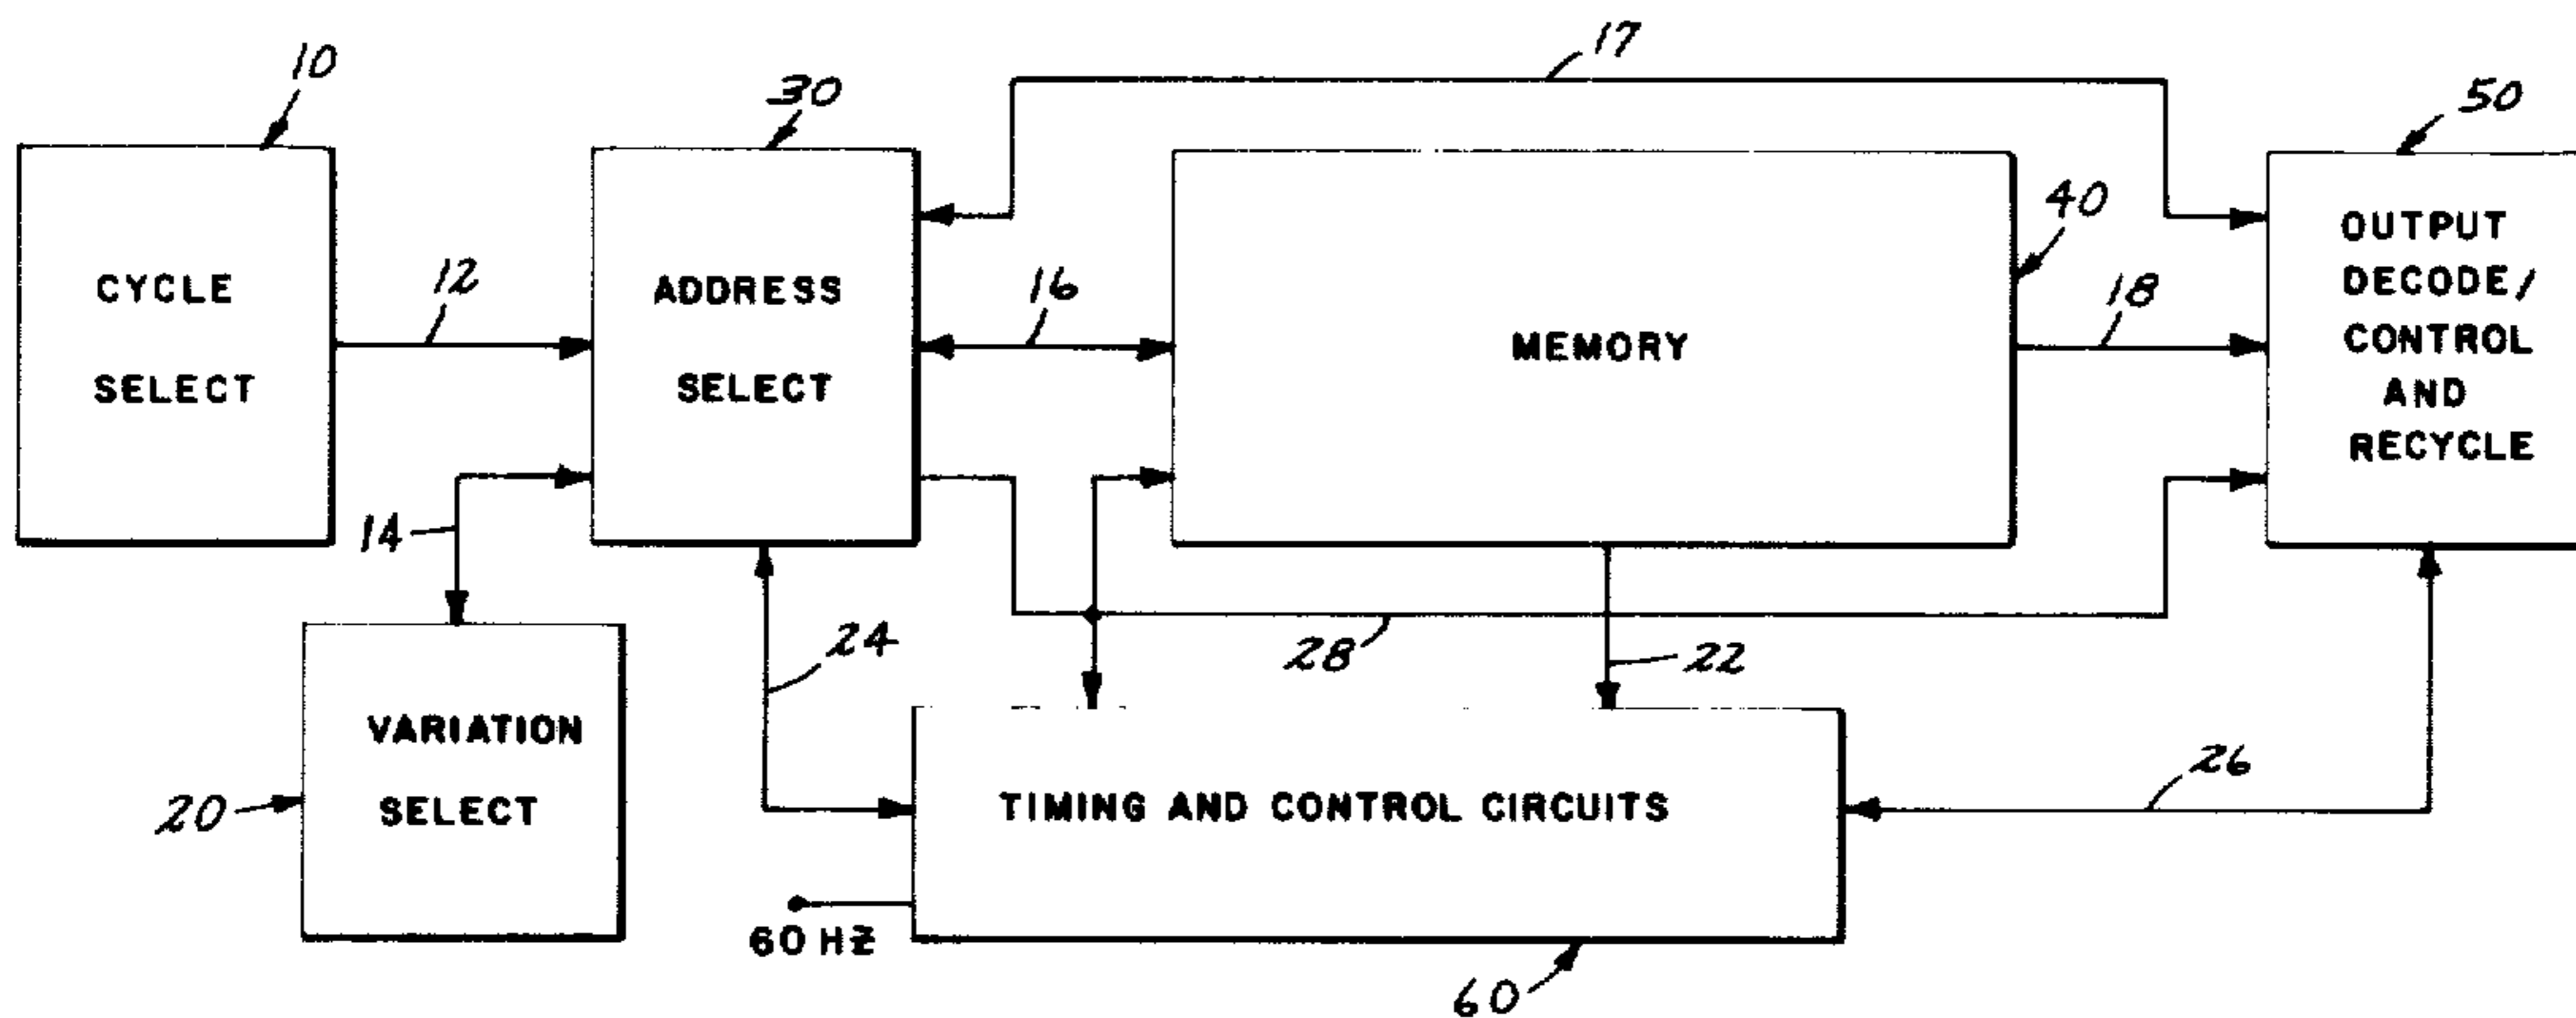 10
17
30
50
40
CYCLE
SELECT
12
ADDRESS
SELECT
16
MEMORY
18
OUTPUT
DECODE/
CONTROL
AND
RECYCLE
14
24
28
22
VARIATION
SELECT
20
TIMING AND CONTROL CIRCUITS
26
60 HZ
60